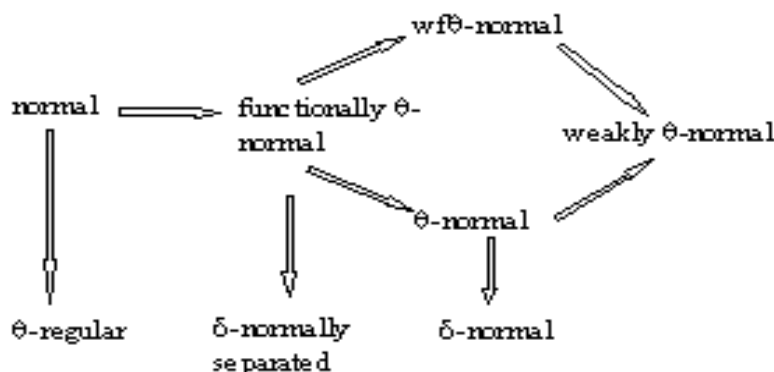 wfθ-normal
normal
functionally θ-
normal
weakly θ-normal
θ-normal
θ-regular
δ-normally
separated
δ-normal